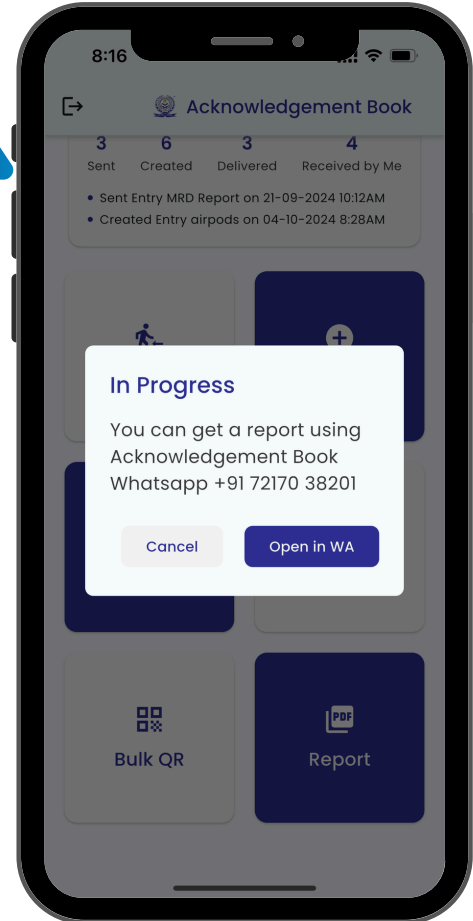 8:16
Acknowledgement Book
3 6 3 4
Sent Created Delivered Received by Me
• Sent Entry MRD Report on 21-09-2024 10:12AM
• Created Entry airpods on 04-10-2024 8:28AM
In Progress
You can get a report using
Acknowledgement Book
Whatsapp +91 72170 38201
Cancel Open in WA
PDF
Bulk QR Report